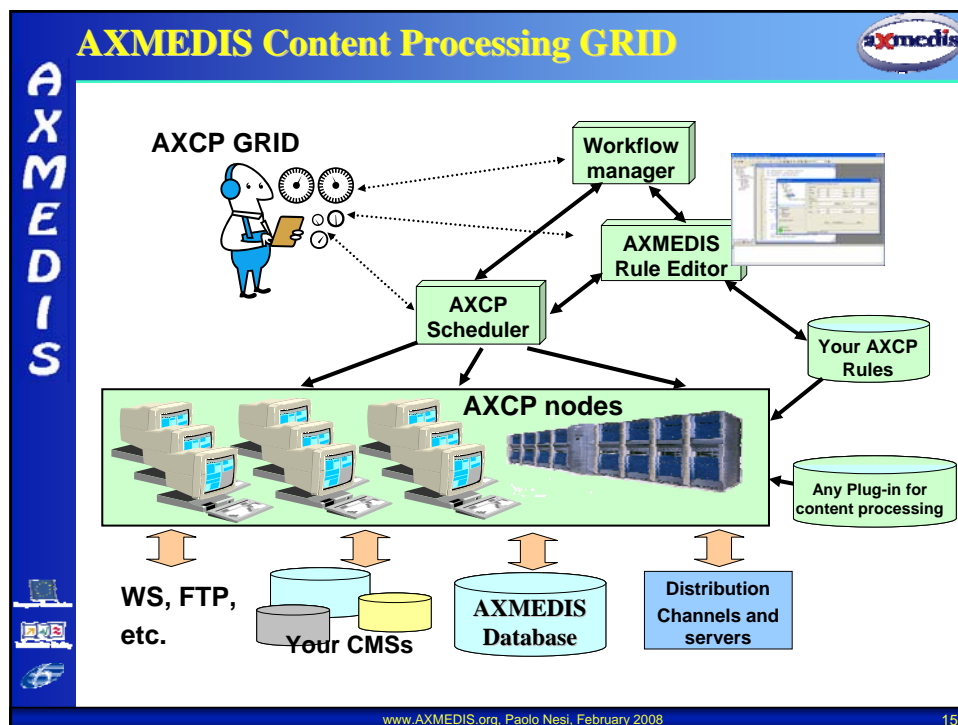 AXMEDIS Content Processing GRID
axmedis
AXMEDIS
AXCP GRID
Workflow
manager
AXMEDIS
Rule Editor
AXCP
Scheduler
Your AXCP
Rules
AXCP nodes
Any Plug-in for
content processing
WS, FTP,
etc.
Your CMSs
AXMEDIS
Database
Distribution
Channels and
servers
www.AXMEDIS.org, Paolo Nesi, February 2008
15